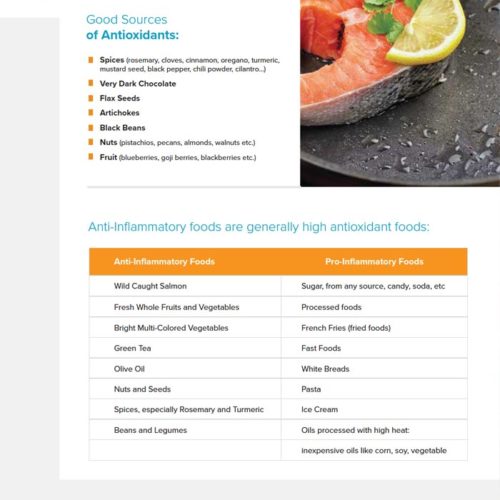 Good Sources
of Antioxidants:
Spices (rosemary, cloves, cinnamon, oregano, turmeric,
mustard seed, black pepper, chili powder, cilantro...)
Very Dark Chocolate
Flax Seeds
Artichokes
Black Beans
Nuts (pistachios, pecans, almonds, walnuts etc.)
Fruit (blueberries, goji berries, blackberries etc.)
Anti-Inflammatory foods are generally high antioxidant foods:
Anti-Inflammatory Foods Pro-Inflammatory Foods
Wild Caught Salmon Sugar, from any source, candy, soda, etc
Fresh Whole Fruits and Vegetables Processed foods
Bright Multi-Colored Vegetables French Fries (fried foods)
Green Tea Fast Foods
Olive Oil White Breads
Nuts and Seeds Pasta
Spices, especially Rosemary and Turmeric Ice Cream
Beans and Legumes Oils processed with high heat:
inexpensive oils like corn, soy, vegetable